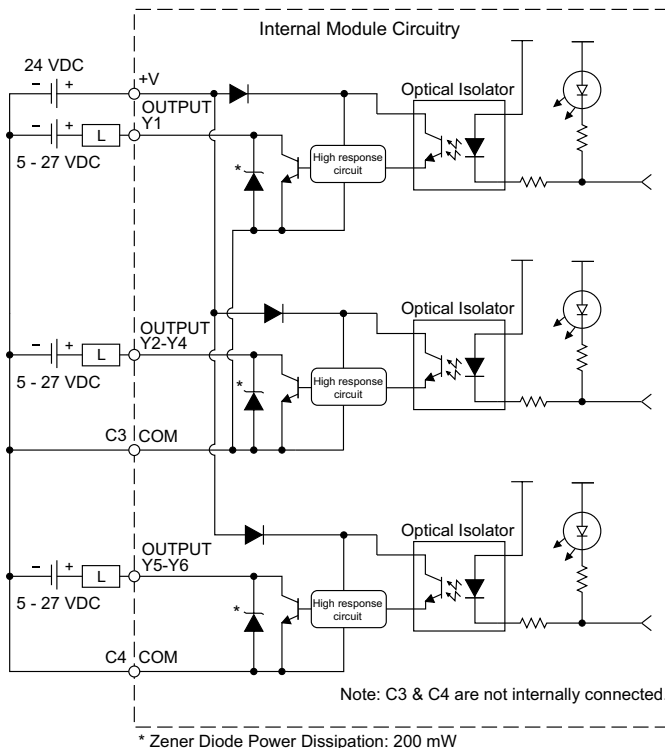 Internal Module Circuitry
24 VDC
− +
+V
OUTPUT
Y1
− +
L
5 - 27 VDC
*
High response
circuit
Optical Isolator
OUTPUT
Y2-Y4
− +
L
5 - 27 VDC
*
High response
circuit
Optical Isolator
C3
COM
OUTPUT
Y5-Y6
− +
L
5 - 27 VDC
*
High response
circuit
Optical Isolator
C4
COM
Note: C3 & C4 are not internally connected.
* Zener Diode Power Dissipation: 200 mW